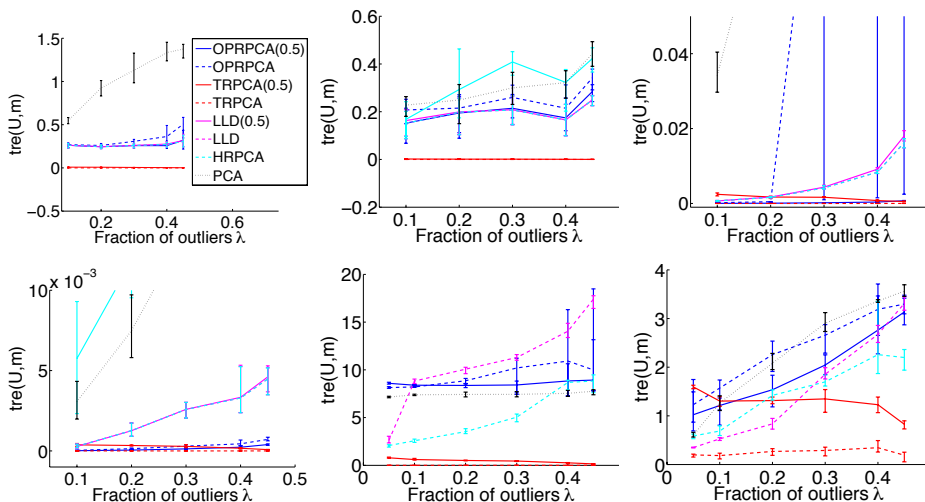 1.5
1
0.5
0
−0.5
tre(U,m)
0.2 0.4 0.6
Fraction of outliers λ
OPRPCA(0.5)
OPRPCA
TRPCA(0.5)
TRPCA
LLD(0.5)
LLD
HRPCA
PCA
0.6
0.4
0.2
0
−0.2
tre(U,m)
0.1 0.2 0.3 0.4
Fraction of outliers λ
0.04
0.02
0
tre(U,m)
0.1 0.2 0.3 0.4
Fraction of outliers λ
x 10⁻³
10
5
0
tre(U,m)
0.1 0.2 0.3 0.4 0.5
Fraction of outliers λ
20
15
10
5
0
tre(U,m)
0.1 0.2 0.3 0.4
Fraction of outliers λ
4
3
2
1
0
tre(U,m)
0.1 0.2 0.3 0.4
Fraction of outliers λ